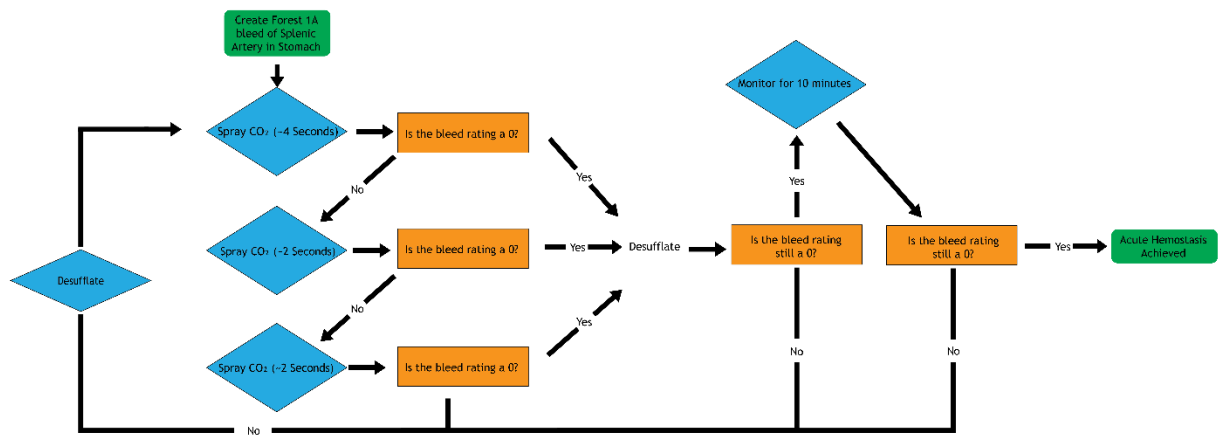 Create Forest 1A
bleed of Splenic
Artery in Stomach
Spray CO₂ (~4 Seconds)
Is the bleed rating a 0?
Yes
No
Monitor for 10 minutes
Spray CO₂ (~2 Seconds)
Is the bleed rating a 0?
Yes
Desufflate
Is the bleed rating
still a 0?
Yes
Is the bleed rating
still a 0?
Yes
Acute Hemostasis
Achieved
Desufflate
No
Yes
Spray CO₂ (~2 Seconds)
Is the bleed rating a 0?
No
No
No